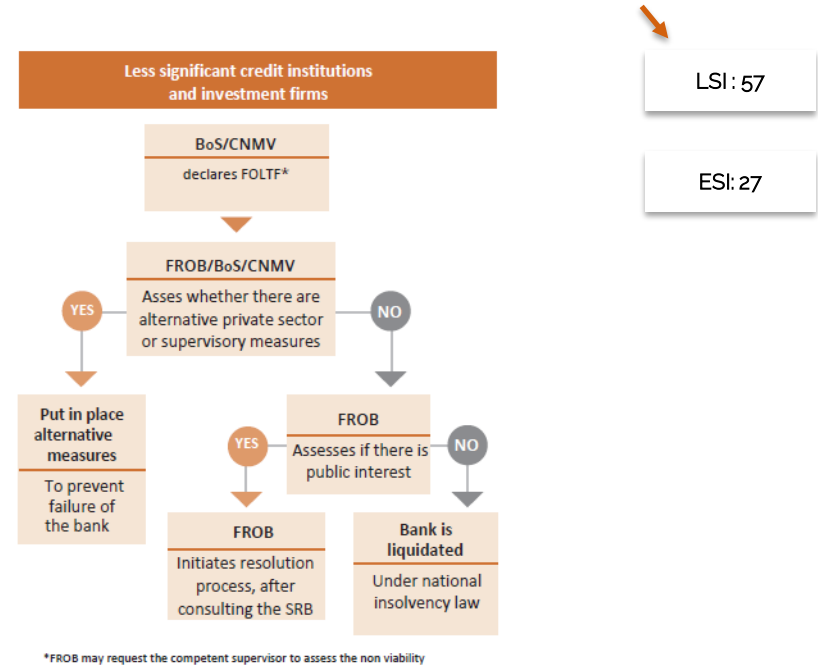 Less significant credit institutions
and investment firms
LSI : 57
ESI: 27
BoS/CNMV
declares FOLTF*
FROB/BoS/CNMV
Asses whether there are
alternative private sector
or supervisory measures
YES
NO
Put in place
alternative
measures
To prevent
failure of
the bank
FROB
Assesses if there is
public interest
YES
NO
FROB
Initiates resolution
process, after
consulting the SRB
Bank is
liquidated
Under national
insolvency law
*FROB may request the competent supervisor to assess the non viability